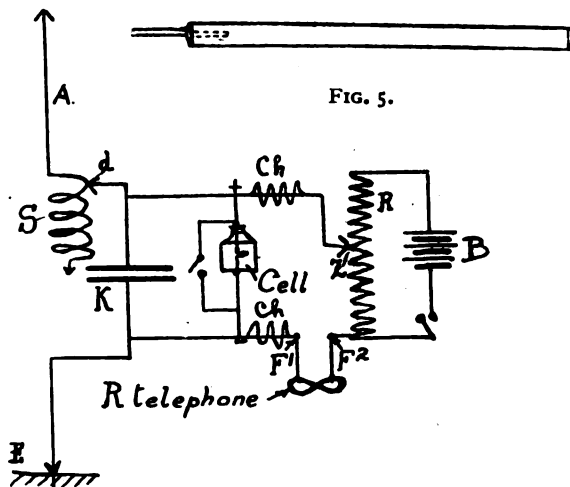 FIG. 5.
A.
d
Ch
S
R
+
Z'
B
K
Cell
Ch
F¹
F²
R telephone
E